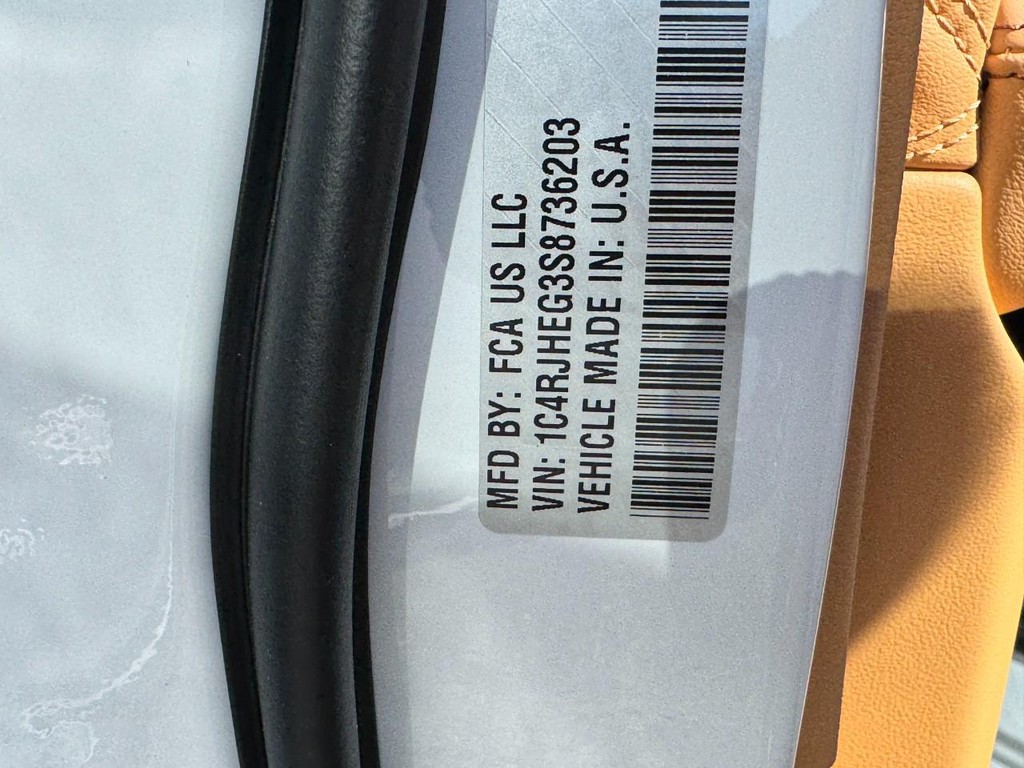 MFD BY: FCA US LLC
VIN: 1C4RJHEG3S8736203
VEHICLE MADE IN: U.S.A.